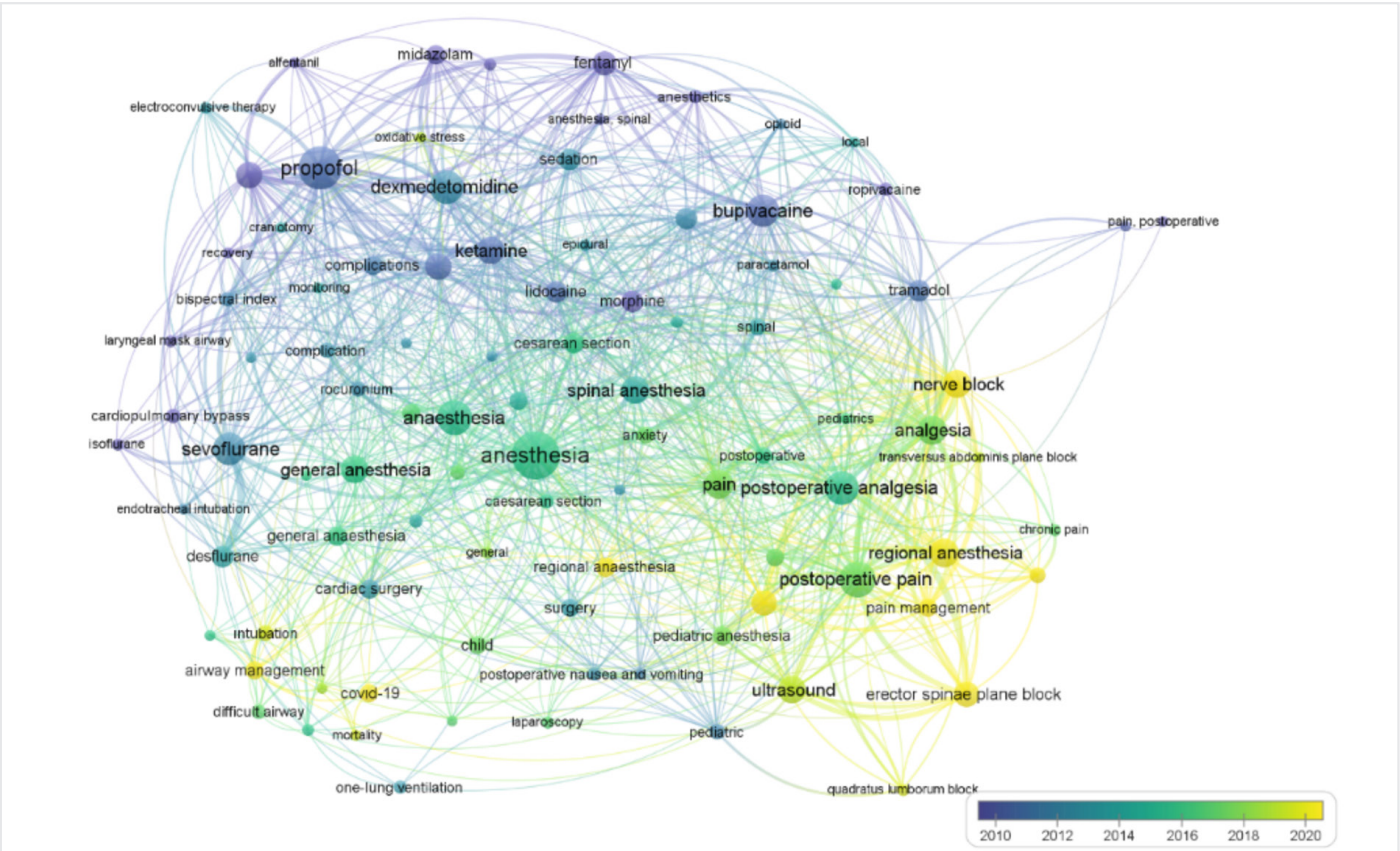 midazolam
alfentanil
fentanyl
anesthetics
electroconvulsive therapy
anesthesia, spinal
opioid
oxidative stress
local
sedation
propofol
dexmedetomidine
ropivacaine
bupivacaine
pain, postoperative
craniotomy
epidural
recovery
ketamine
complications
paracetamol
monitoring
tramadol
lidocaine
bispectral index
morphine
spinal
laryngeal mask airway
cesarean section
complication
nerve block
rocuronium
spinal anesthesia
cardiopulmonary bypass
anaesthesia
pediatrics
analgesia
anxiety
isoflurane
sevoflurane
anesthesia
postoperative
transversus abdominis plane block
general anesthesia
pain
postoperative analgesia
caesarean section
endotracheal intubation
chronic pain
general anaesthesia
general
regional anesthesia
desflurane
regional anaesthesia
postoperative pain
cardiac surgery
surgery
pain management
intubation
pediatric anesthesia
child
airway management
postoperative nausea and vomiting
covid-19
ultrasound
erector spinae plane block
difficult airway
laparoscopy
mortality
pediatric
one-lung ventilation
quadratus lumborum block
2010 2012 2014 2016 2018 2020